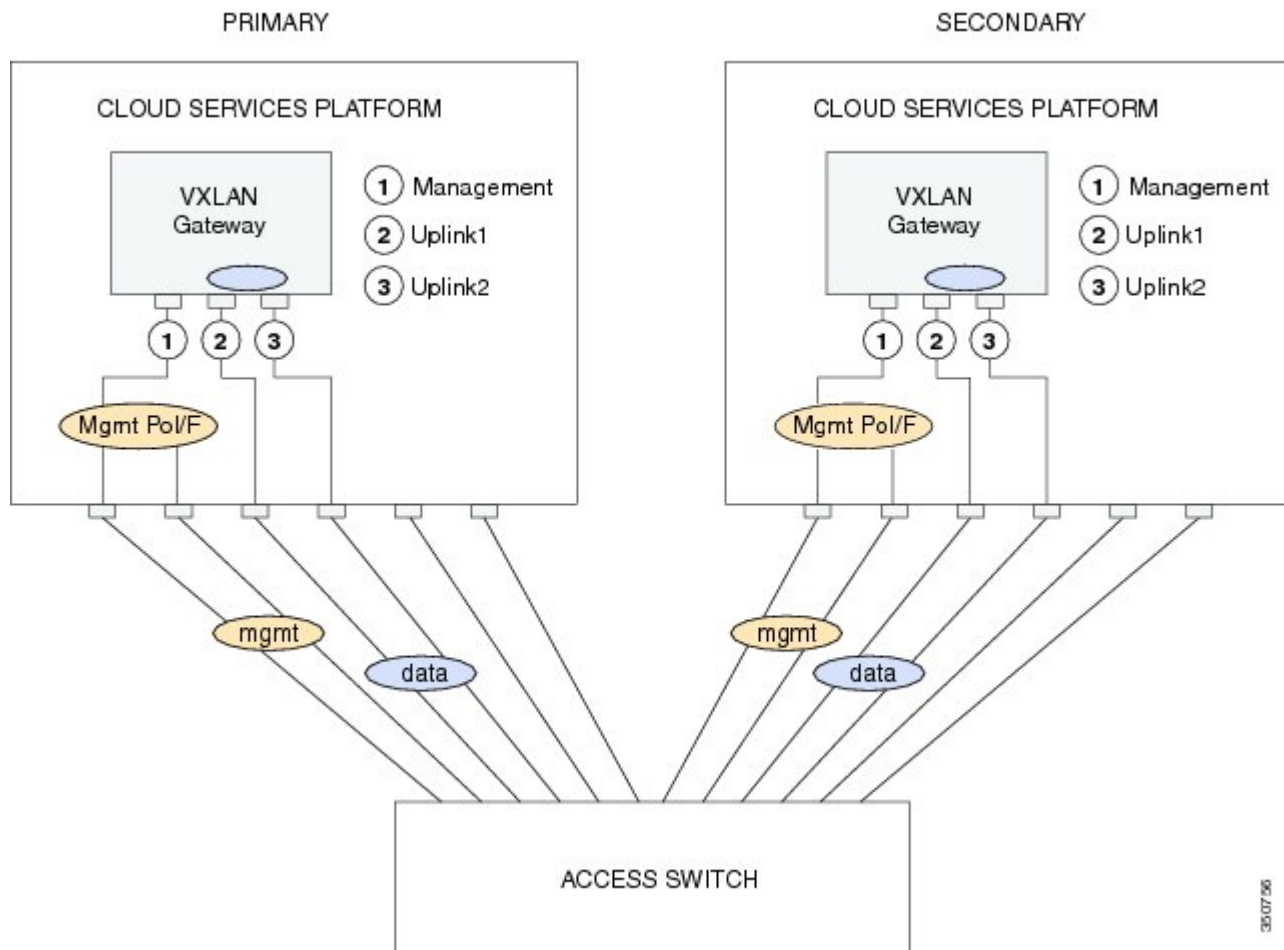 PRIMARY
SECONDARY
CLOUD SERVICES PLATFORM
CLOUD SERVICES PLATFORM
VXLAN
Gateway
1 Management
2 Uplink1
3 Uplink2
VXLAN
Gateway
1 Management
2 Uplink1
3 Uplink2
1 2 3
1 2 3
Mgmt Pol/F
Mgmt Pol/F
mgmt
mgmt
data
data
ACCESS SWITCH
350756